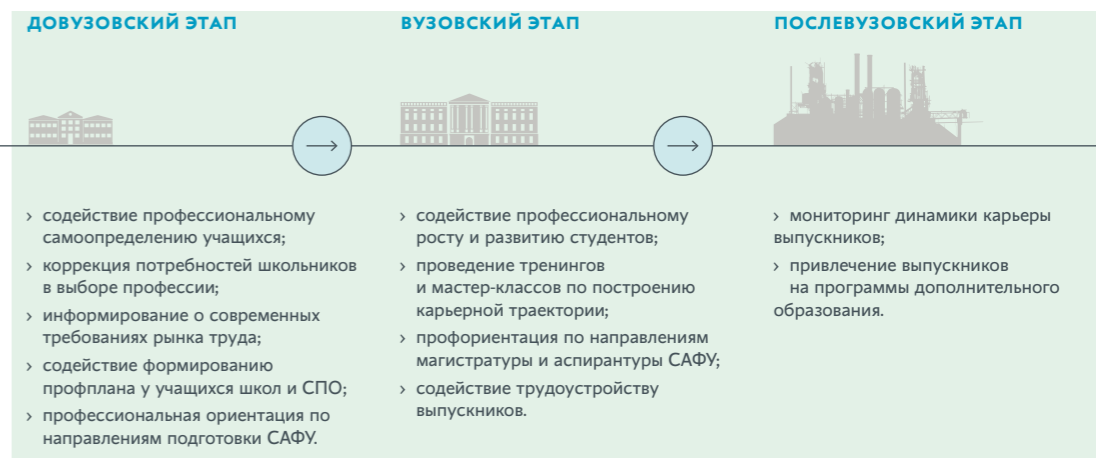 ДОВУЗОВСКИЙ ЭТАП
› содействие профессиональному
самоопределению учащихся;
› коррекция потребностей школьников
в выборе профессии;
› информирование о современных
требованиях рынка труда;
› содействие формированию
профплана у учащихся школ и СПО;
› профессиональная ориентация по
направлениям подготовки САФУ.
ВУЗОВСКИЙ ЭТАП
› содействие профессиональному
росту и развитию студентов;
› проведение тренингов
и мастер-классов по построению
карьерной траектории;
› профориентация по направлениям
магистратуры и аспирантуры САФУ;
› содействие трудоустройству
выпускников.
ПОСЛЕВУЗОВСКИЙ ЭТАП
› мониторинг динамики карьеры
выпускников;
› привлечение выпускников
на программы дополнительного
образования.